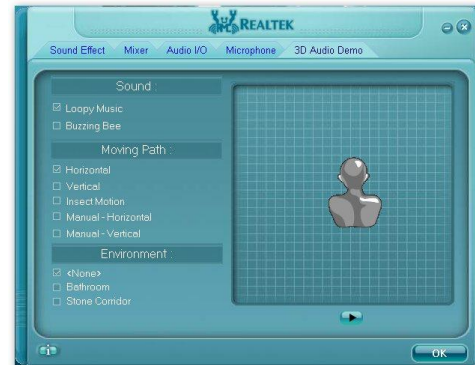 REALTEK
Sound Effect Mixer Audio I/O Microphone 3D Audio Demo
Sound :
Loopy Music
Buzzing Bee
Moving Path :
Horizontal
Vertical
Insect Motion
Manual - Horizontal
Manual - Vertical
Environment :
<None>
Bathroom
Stone Corridor
i
OK